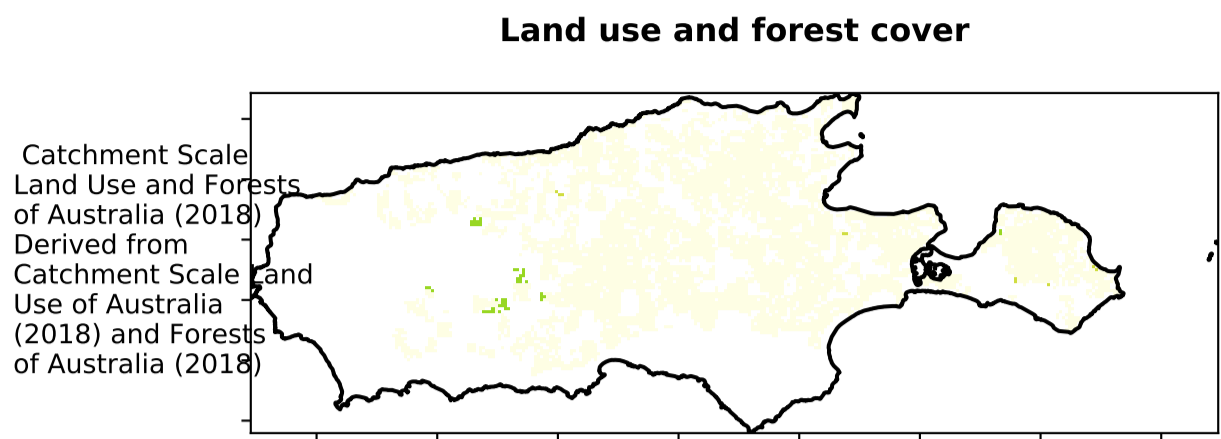 Land use and forest cover
Catchment Scale
Land Use and Forests
of Australia (2018)
Derived from
Catchment Scale Land
Use of Australia
(2018) and Forests
of Australia (2018)